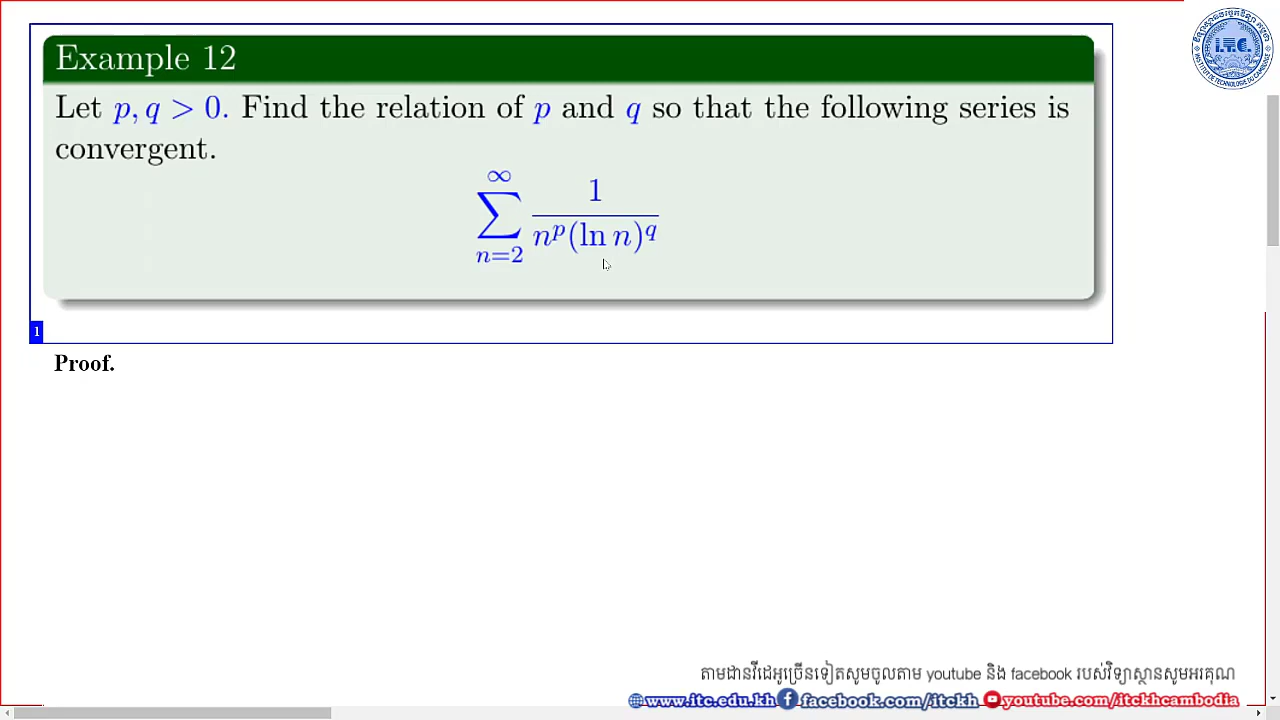 Example 12
Let p, q > 0. Find the relation of p and q so that the following series is
convergent.
∑_{n=2}^{∞} 1/(n^p(ln n)^q)
1
Proof.
I.T.C.
តាមដានវីដេអូច្រើនទៀតសូមចូលតាម youtube និង facebook របស់វិទ្យាស្ថានសូមអរគុណ
www.itc.edu.kh facebook.com/itckh youtube.com/itckhcambodia